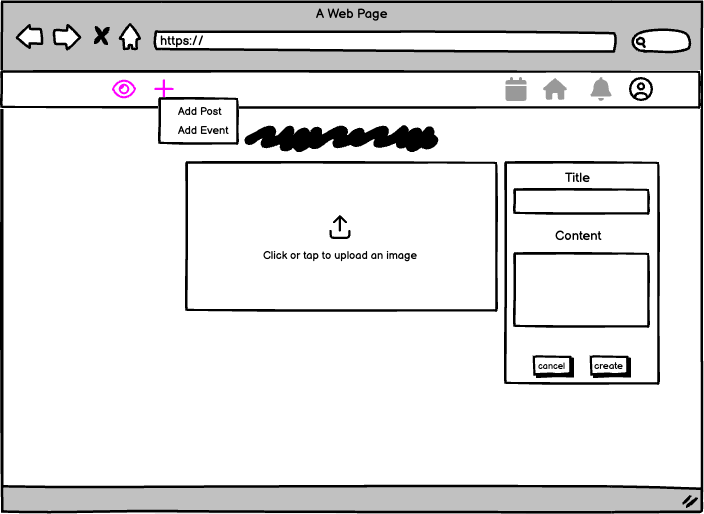 A Web Page
https://
Add Post
Add Event
Click or tap to upload an image
Title
Content
cancel
create